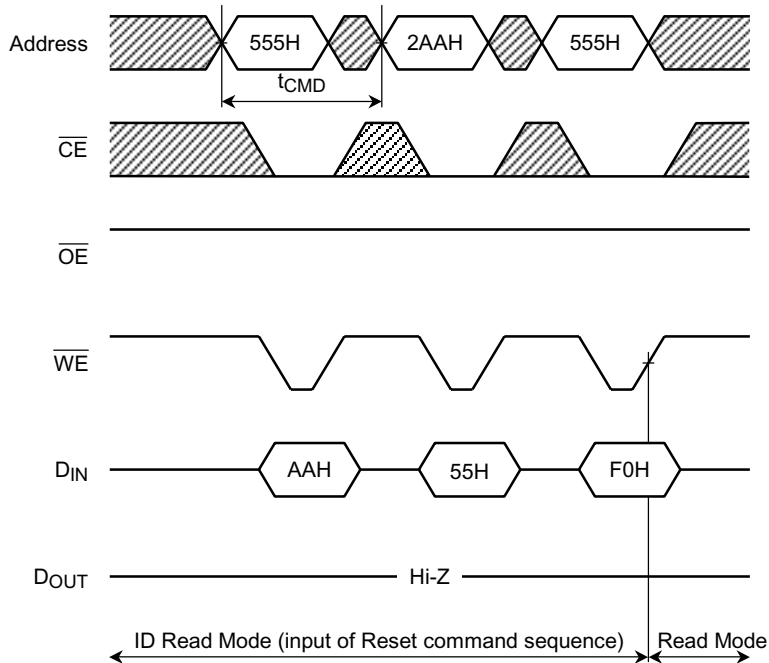 Address 555H 2AAH 555H
tCMD
CE
OE
WE
DIN AAH 55H F0H
DOUT Hi-Z
ID Read Mode (input of Reset command sequence) Read Mode